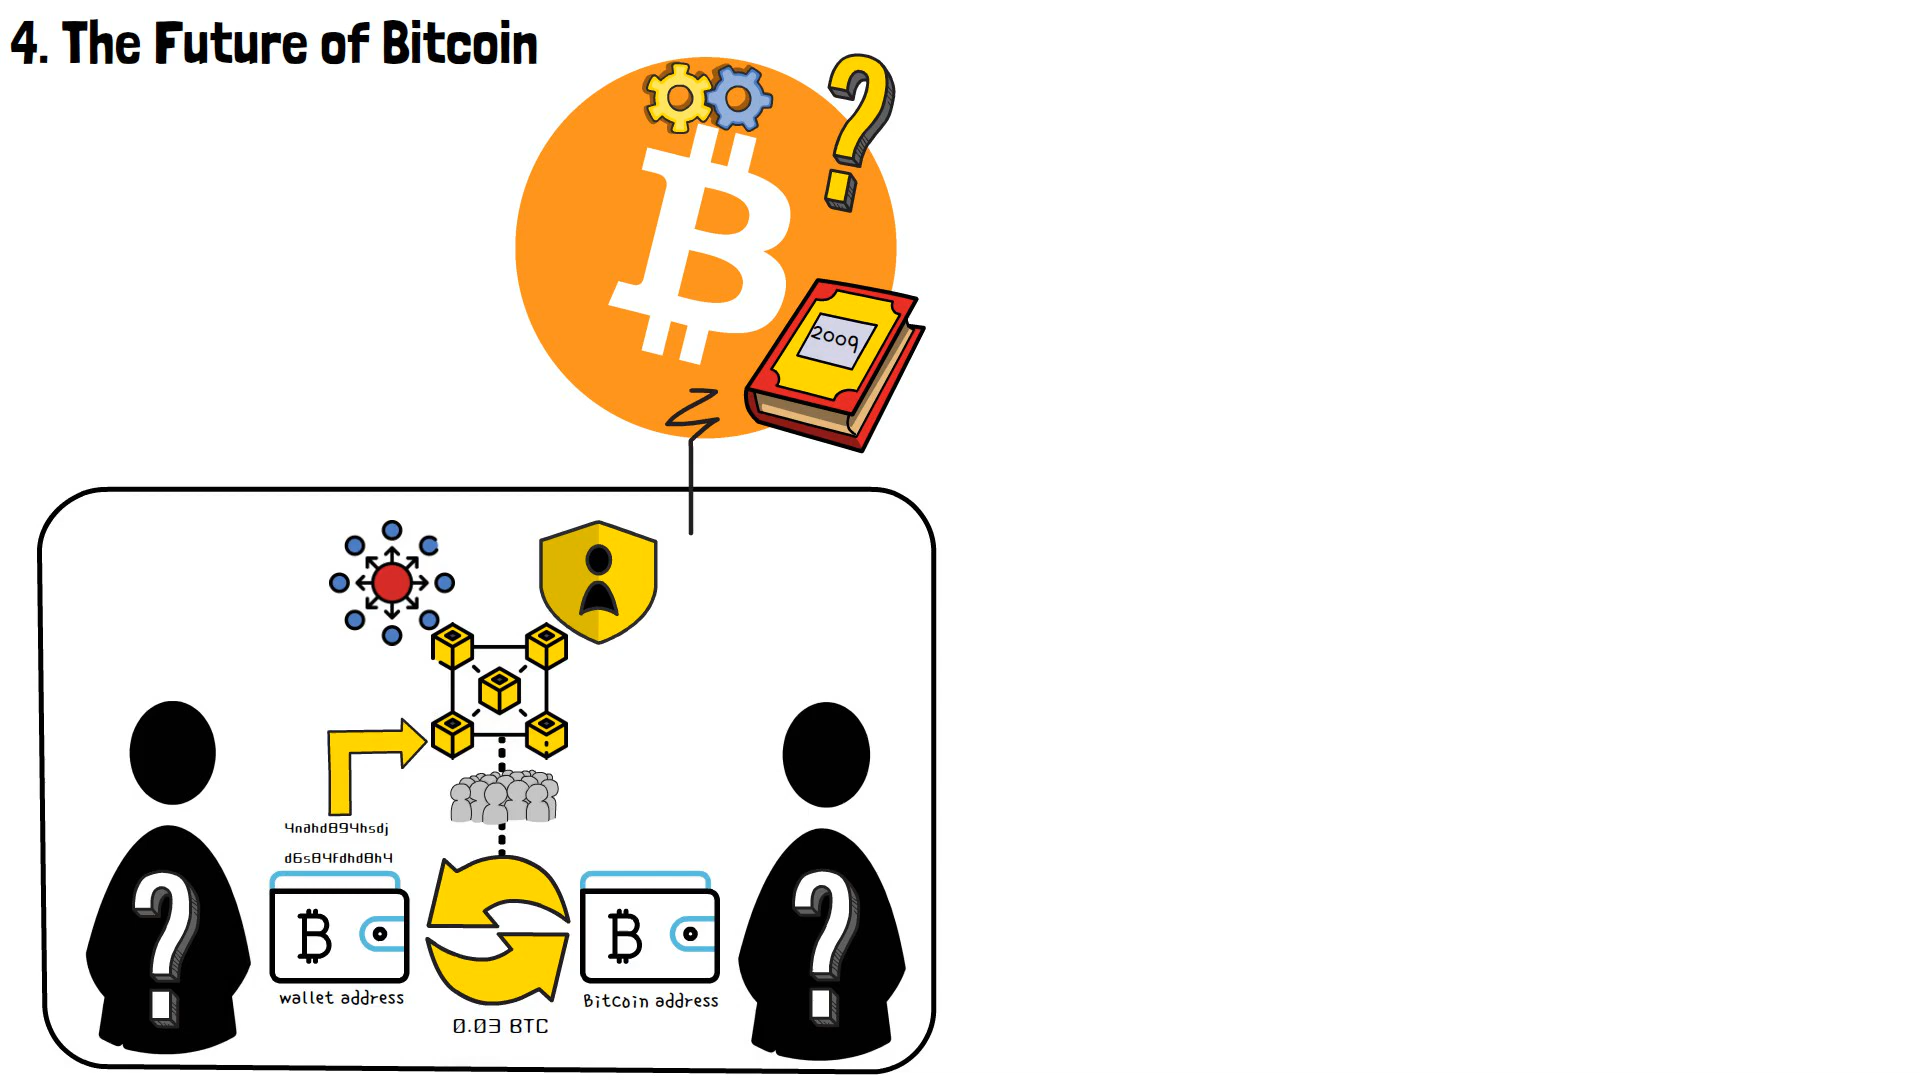 4. The Future of Bitcoin
2009
4nahd894hsdj
d6s84fdhd8h4
wallet address
Bitcoin address
0.03 BTC